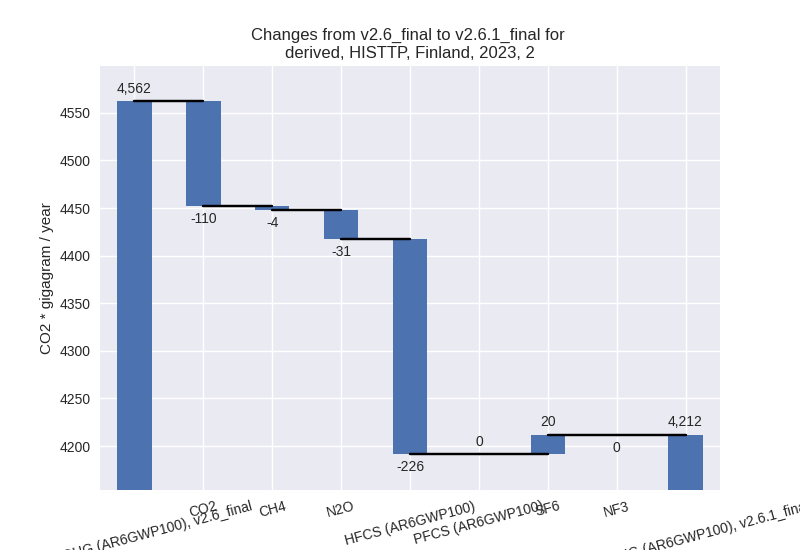 Changes from v2.6_final to v2.6.1_final for
derived, HISTTP, Finland, 2023, 2
CO2 * gigagram / year
4550
4500
4450
4400
4350
4300
4250
4200
4,562
-110
-4
-31
-226
0
20
0
4,212
(AR6GWP100), v2.6_final
CO2
CH4
N2O
HFCS (AR6GWP100)
PFCS (AR6GWP100)
SF6
NF3
(AR6GWP100), v2.6.1_final